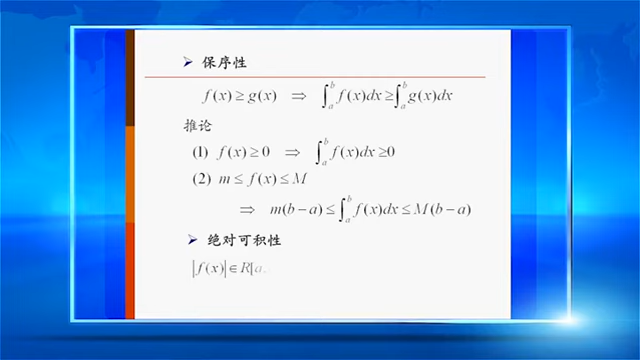 ➢ 保序性
f(x) ≥ g(x) ⇒ ∫_a^b f(x)dx ≥ ∫_a^b g(x)dx
推论
(1) f(x) ≥ 0 ⇒ ∫_a^b f(x)dx ≥ 0
(2) m ≤ f(x) ≤ M
⇒ m(b−a) ≤ ∫_a^b f(x)dx ≤ M(b−a)
➢ 绝对可积性
|f(x)| ∈ R[a,